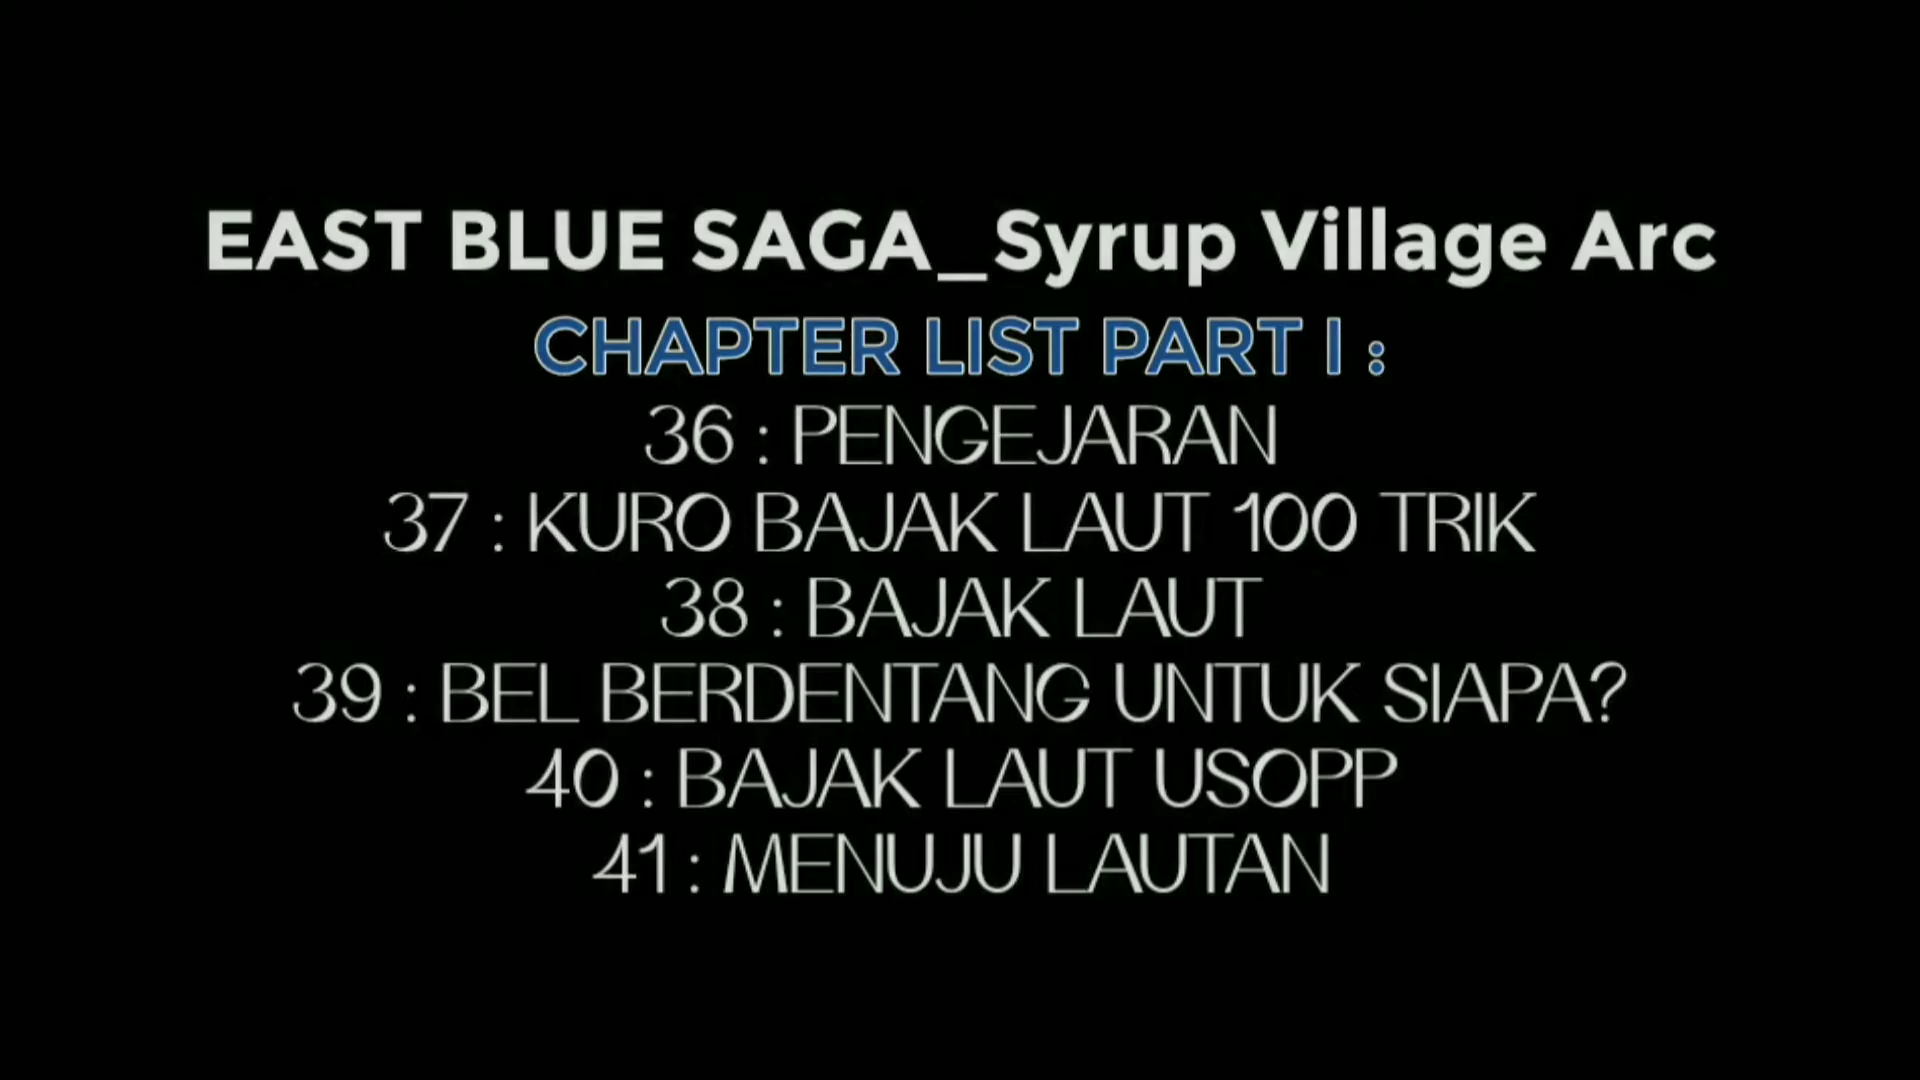 EAST BLUE SAGA_Syrup Village Arc
CHAPTER LIST PART I :
36 : PENGEJARAN
37 : KURO BAJAK LAUT 100 TRIK
38 : BAJAK LAUT
39 : BEL BERDENTANG UNTUK SIAPA?
40 : BAJAK LAUT USOPP
41 : MENUJU LAUTAN